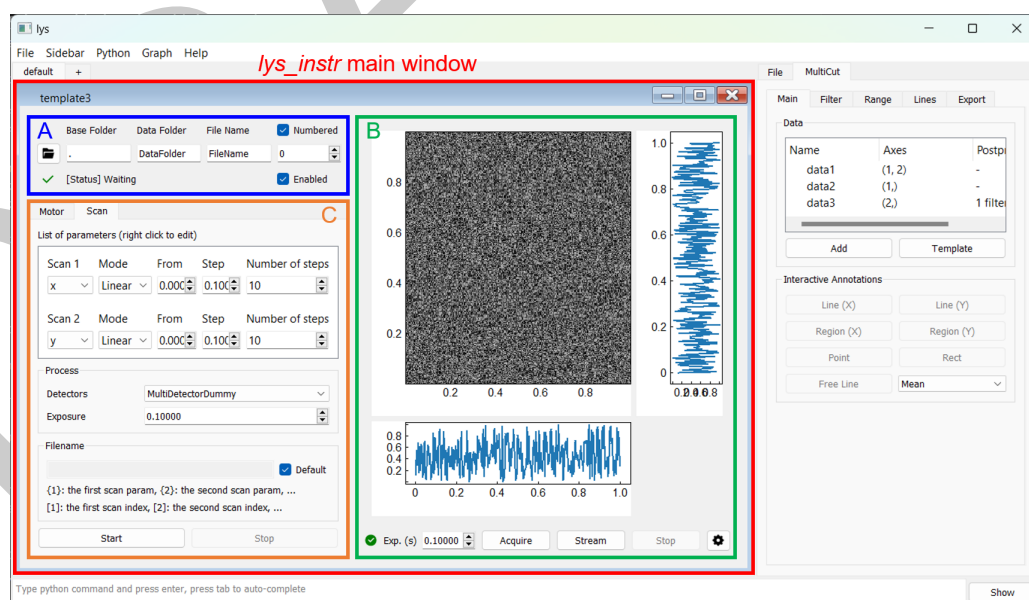 lys
File Sidebar Python Graph Help
default +
lys_instr main window
File MultiCut
template3
Main Filter Range Lines Export
A Base Folder Data Folder File Name Numbered
. DataFolder FileName 0
[Status] Waiting Enabled
B
1.0
0.8
0.6
0.4
0.2
0
0.8
0.6
0.4
0.2
0.2 0.4 0.6 0.8
0.8
0.6
0.4
0.2
0 0.2 0.4 0.6 0.8 1.0
Exp. (s) 0.10000 Acquire Stream Stop
Motor Scan C
List of parameters (right click to edit)
Scan 1 Mode From Step Number of steps
x Linear 0.000 0.100 10
Scan 2 Mode From Step Number of steps
y Linear 0.000 0.100 10
Process
Detectors MultiDetectorDummy
Exposure 0.10000
Filename
Default
{1}: the first scan param, {2}: the second scan param, ...
[1]: the first scan index, [2]: the second scan index, ...
Start Stop
Data
Name Axes Postp
data1 (1, 2) -
data2 (1,) -
data3 (2,) 1 filte
Add Template
Interactive Annotations
Line (X) Line (Y)
Region (X) Region (Y)
Point Rect
Free Line Mean
Type python command and press enter, press tab to auto-complete
Show